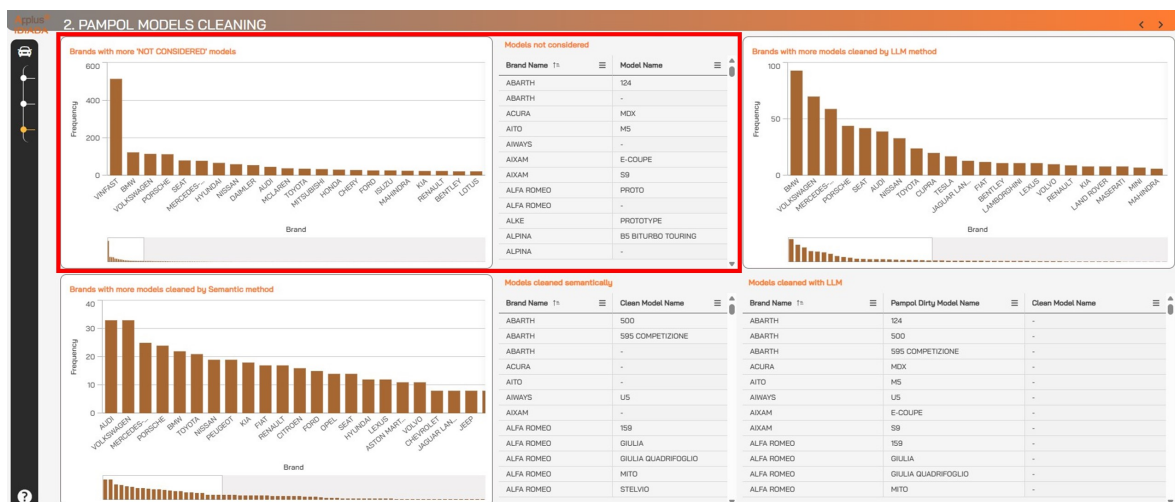 Applus+
IDIADA
2. PAMPOL MODELS CLEANING
< >
Brands with more 'NOT CONSIDERED' models
600
400
200
0
Frequency
VINFAST
BMW
VOLKSWAGEN
PORSCHE
SEAT
MERCEDES-...
HYUNDAI
NISSAN
DAIMLER
AUDI
MCLAREN
TOYOTA
MITSUBISHI
HONDA
CHERY
FORD
ISUZU
MAHINDRA
KIA
RENAULT
BENTLEY
LOTUS
Brand
Models not considered
Brand Name Model Name
ABARTH 124
ABARTH -
ACURA MDX
AITO M5
AIWAYS -
AIXAM E-COUPE
AIXAM S9
ALFA ROMEO PROTO
ALFA ROMEO -
ALKE PROTOTYPE
ALPINA B5 BITURBO TOURING
ALPINA -
Brands with more models cleaned by LLM method
100
50
0
Frequency
BMW
VOLKSWAGEN
MERCEDES-...
PORSCHE
SEAT
AUDI
NISSAN
TOYOTA
CUPRA
TESLA
JAGUAR LAN...
FIAT
BENTLEY
LAMBORGHINI
LEXUS
VOLVO
RENAULT
KIA
LAND ROVER
MASERATI
MINI
MAHINDRA
Brand
Brands with more models cleaned by Semantic method
40
30
20
10
0
Frequency
AUDI
VOLKSWAGEN
MERCEDES-...
PORSCHE
BMW
TOYOTA
NISSAN
PEUGEOT
KIA
FIAT
RENAULT
CITROEN
FORD
OPEL
SEAT
HYUNDAI
LEXUS
ASTON MART...
VOLVO
CHEVROLET
JAGUAR LAN...
JEEP
Brand
Models cleaned semantically
Brand Name Clean Model Name
ABARTH 500
ABARTH 595 COMPETIZIONE
ABARTH -
ACURA -
AITO -
AIWAYS U5
AIXAM -
ALFA ROMEO 159
ALFA ROMEO GIULIA
ALFA ROMEO GIULIA QUADRIFOGLIO
ALFA ROMEO MITO
ALFA ROMEO STELVIO
Models cleaned with LLM
Brand Name Pampol Dirty Model Name Clean Model Name
ABARTH 124 -
ABARTH 500 -
ABARTH 595 COMPETIZIONE -
ACURA MDX -
AITO M5 -
AIWAYS U5 -
AIXAM E-COUPE -
AIXAM S9 -
ALFA ROMEO 159 -
ALFA ROMEO GIULIA -
ALFA ROMEO GIULIA QUADRIFOGLIO -
ALFA ROMEO MITO -
?